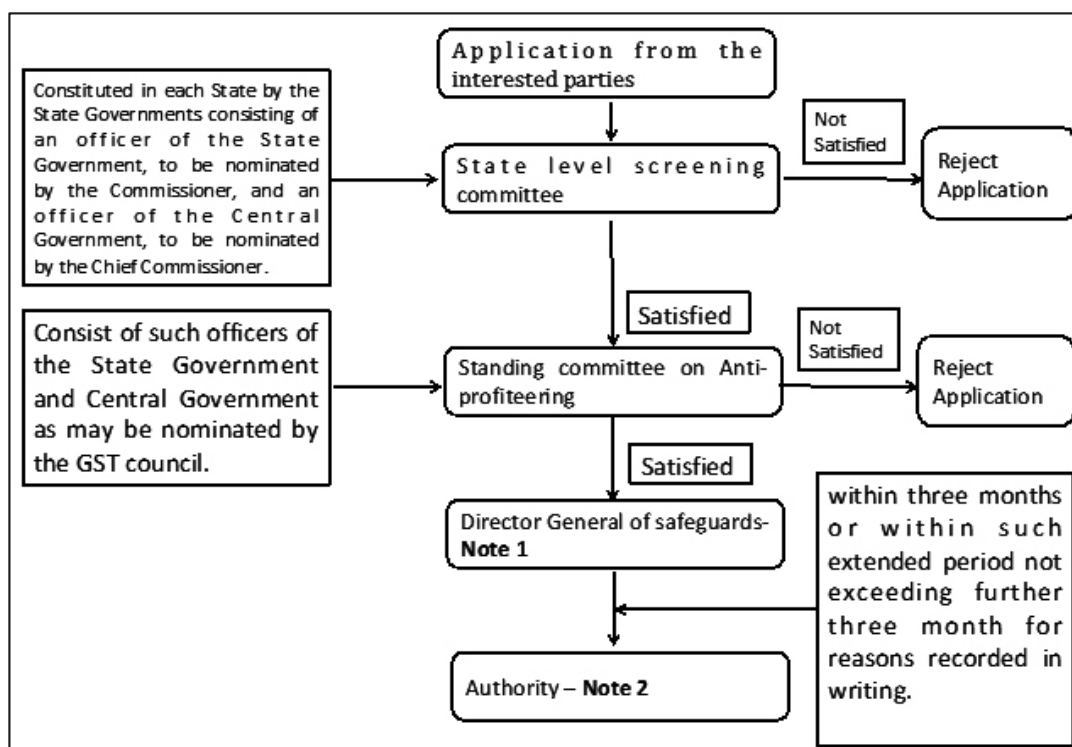 Application from the
interested parties
Constituted in each State by the
State Governments consisting of
an officer of the State
Government, to be nominated
by the Commissioner, and an
officer of the Central
Government, to be nominated
by the Chief Commissioner.
State level screening
committee
Not
Satisfied
Reject
Application
Satisfied
Consist of such officers of
the State Government
and Central Government
as may be nominated by
the GST council.
Standing committee on Anti-
profiteering
Not
Satisfied
Reject
Application
Satisfied
Director General of safeguards-
Note 1
within three months
or within such
extended period not
exceeding further
three month for
reasons recorded in
writing.
Authority – Note 2